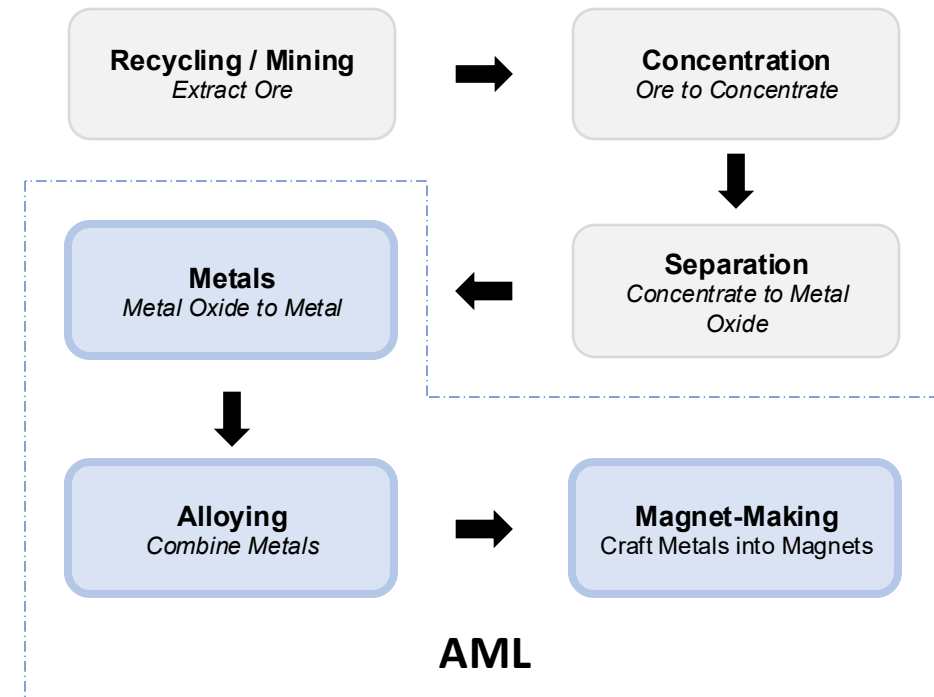 Recycling / Mining
Extract Ore
Concentration
Ore to Concentrate
Separation
Concentrate to Metal
Oxide
Metals
Metal Oxide to Metal
Alloying
Combine Metals
Magnet-Making
Craft Metals into Magnets
AML